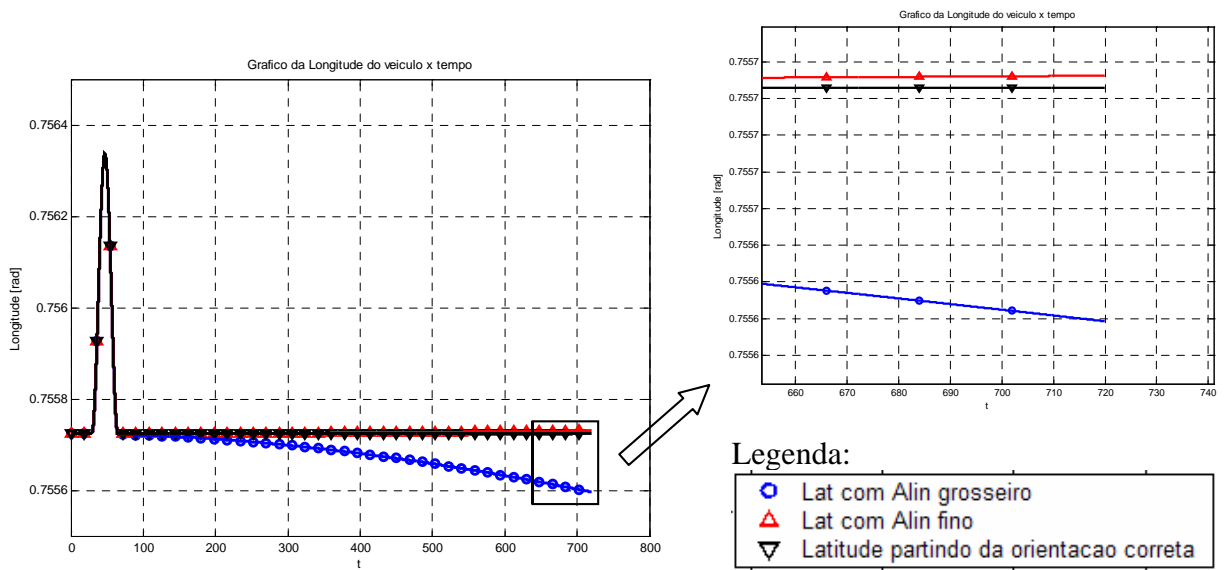 Grafico da Longitude do veiculo x tempo
Longitude [rad]
0.7564
0.7562
0.756
0.7558
0.7556
0 100 200 300 400 500 600 700 800
t
Grafico da Longitude do veiculo x tempo
Longitude [rad]
0.7557
0.7557
0.7557
0.7557
0.7557
0.7556
0.7556
0.7556
0.7556
660 670 680 690 700 710 720 730 740
t
Legenda:
Lat com Alin grosseiro
Lat com Alin fino
Latitude partindo da orientacao correta